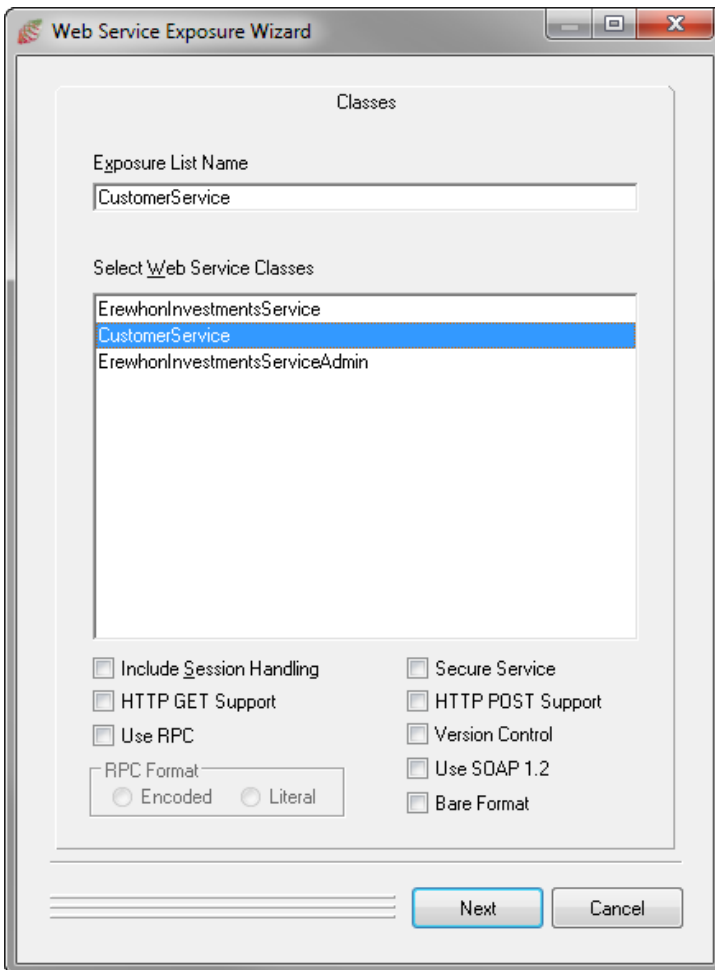 Web Service Exposure Wizard
Classes
Exposure List Name
CustomerService
Select Web Service Classes
ErewhonInvestmentsService
CustomerService
ErewhonInvestmentsServiceAdmin
Include Session Handling
Secure Service
HTTP GET Support
HTTP POST Support
Use RPC
Version Control
RPC Format
Use SOAP 1.2
Encoded
Literal
Bare Format
Next
Cancel